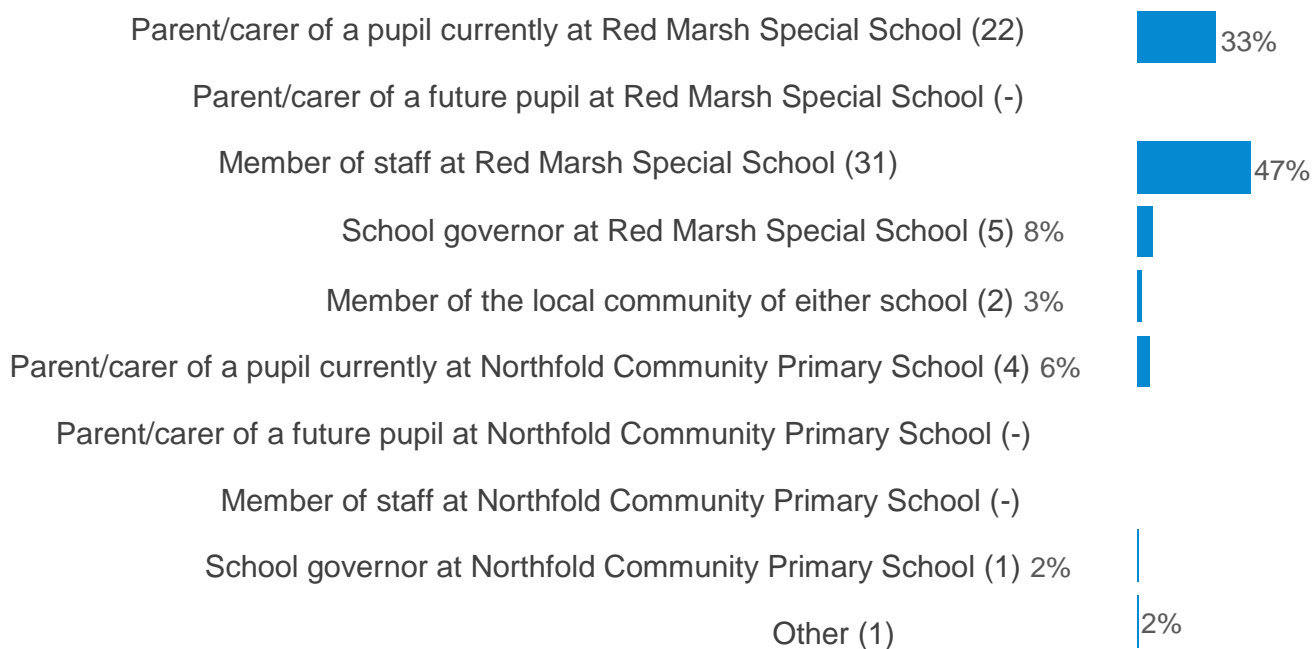 Parent/carer of a pupil currently at Red Marsh Special School (22) 33%
Parent/carer of a future pupil at Red Marsh Special School (-)
Member of staff at Red Marsh Special School (31) 47%
School governor at Red Marsh Special School (5) 8%
Member of the local community of either school (2) 3%
Parent/carer of a pupil currently at Northfold Community Primary School (4) 6%
Parent/carer of a future pupil at Northfold Community Primary School (-)
Member of staff at Northfold Community Primary School (-)
School governor at Northfold Community Primary School (1) 2%
Other (1) 2%